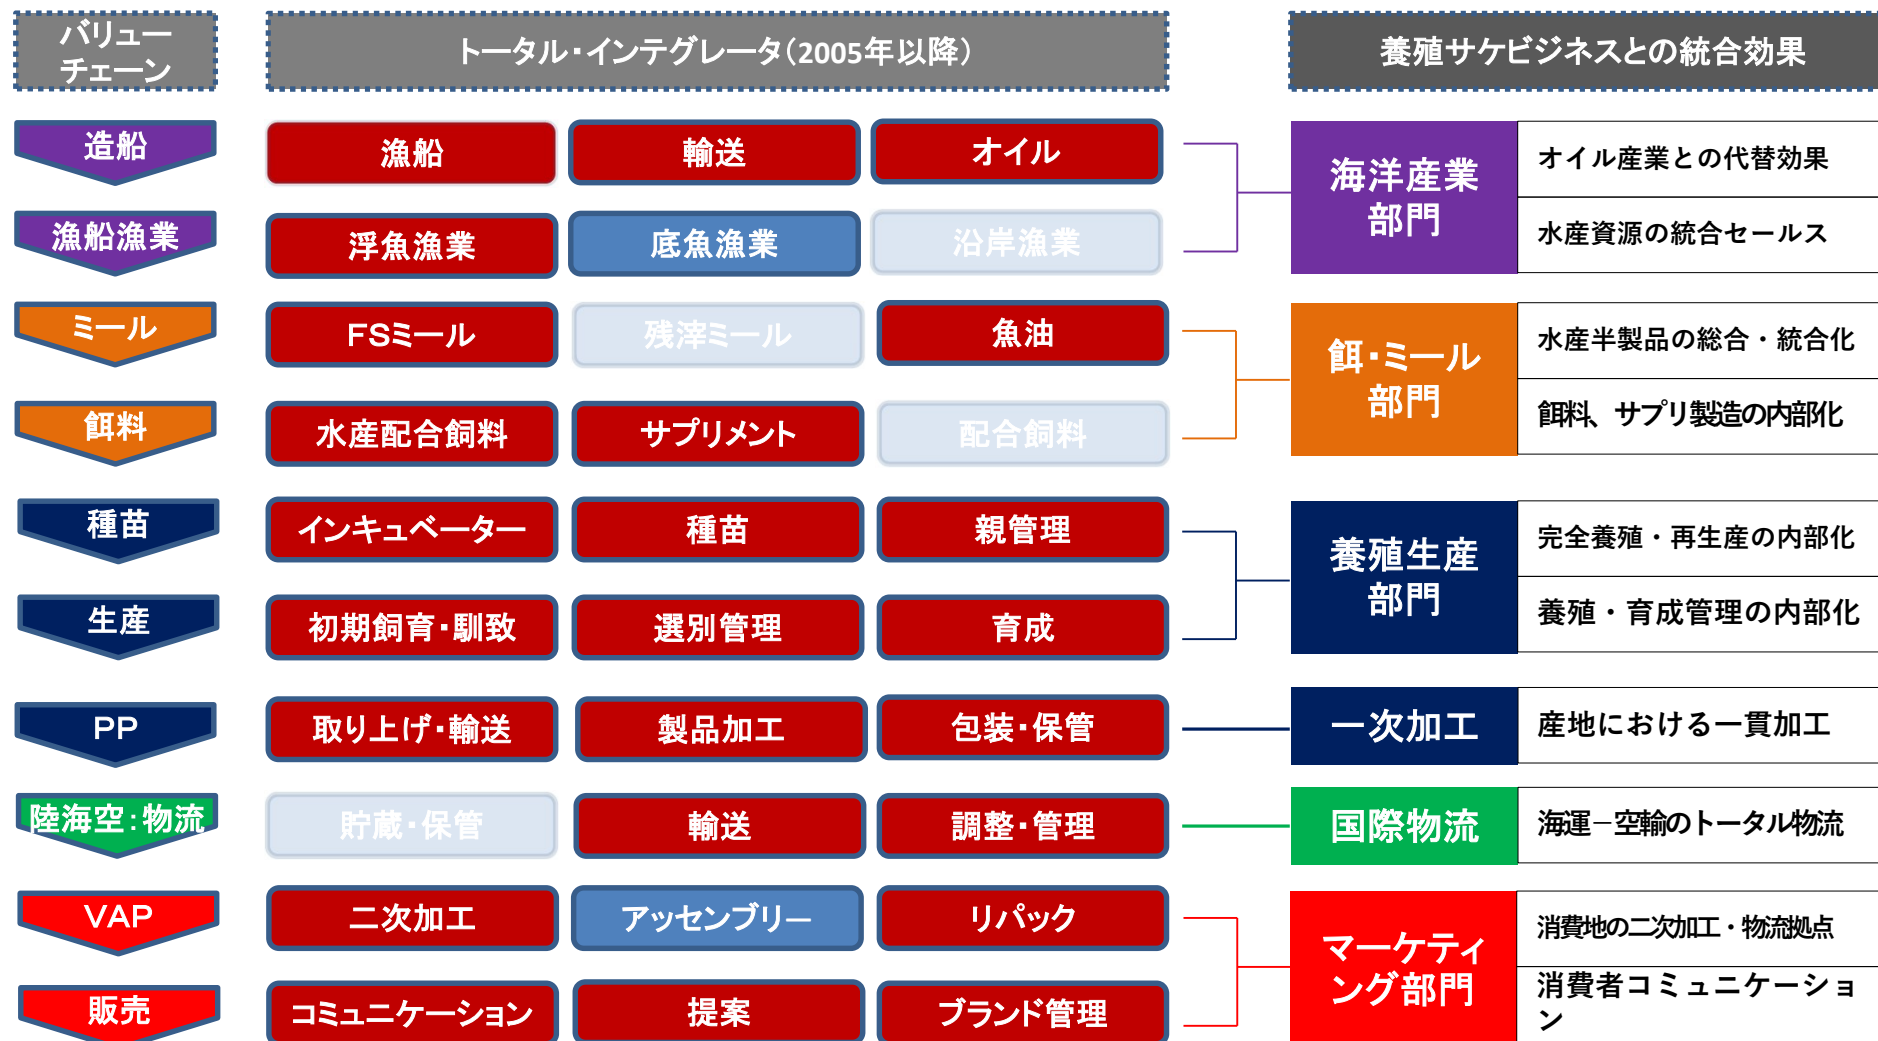 バリュー
チェーン
トータル・インテグレータ（2005年以降）
養殖サケビジネスとの統合効果
造船
漁船
輸送
オイル
海洋産業
部門
オイル産業との代替効果
漁船漁業
浮魚漁業
底魚漁業
沿岸漁業
水産資源の統合セールス
ミール
FSミール
残滓ミール
魚油
餌・ミール
部門
水産半製品の総合・統合化
餌料
水産配合飼料
サプリメント
配合飼料
餌料、サプリ製造の内部化
種苗
インキュベーター
種苗
親管理
養殖生産
部門
完全養殖・再生産の内部化
生産
初期飼育・馴致
選別管理
育成
養殖・育成管理の内部化
PP
取り上げ・輸送
製品加工
包装・保管
一次加工
産地における一貫加工
陸海空：物流
貯蔵・保管
輸送
調整・管理
国際物流
海運－空輸のトータル物流
VAP
二次加工
アッセンブリー
リパック
マーケティ
ング部門
消費地の二次加工・物流拠点
販売
コミュニケーション
提案
ブランド管理
消費者コミュニケーショ
ン